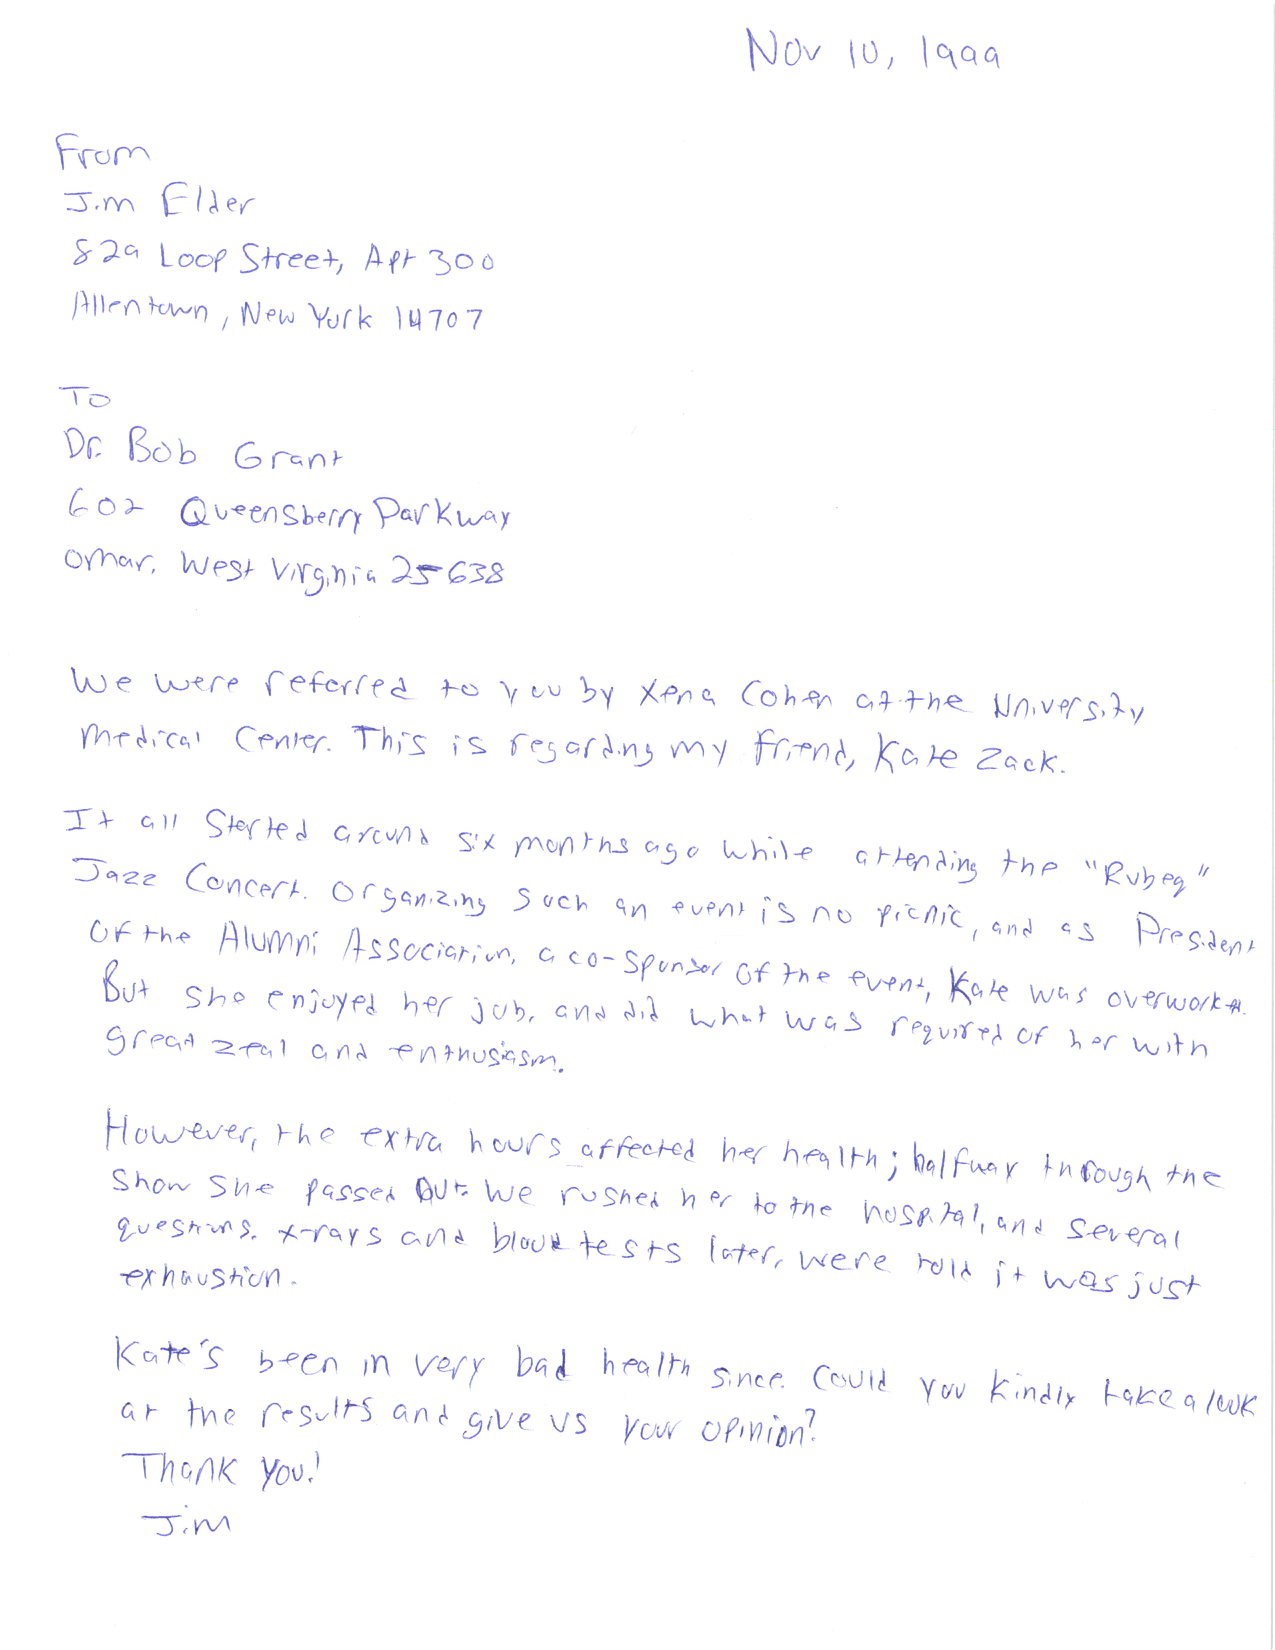 Nov 10, 1999
From
Jim Elder
829 Loop Street, Apt 300
Allentown, New York 14707
To
Dr. Bob Grant
602 Queensberry Parkway
Omar, West Virginia 25638
We were referred to you by Xena Cohen at the University
Medical Center. This is regarding my friend, Kate Zack.
It all started around six months ago while attending the "Rubeq"
Jazz Concert. Organizing such an event is no picnic, and as President
of the Alumni Association, a co-sponsor of the event, Kate was overworked.
But she enjoyed her job, and did what was required of her with
great zeal and enthusiasm.
However, the extra hours affected her health; halfway through the
show she passed out. We rushed her to the hospital, and several
questions, x-rays and blood tests later, were told it was just
exhaustion.
Kate's been in very bad health since. Could you kindly take a look
at the results and give us your opinion?
Thank you!
Jim